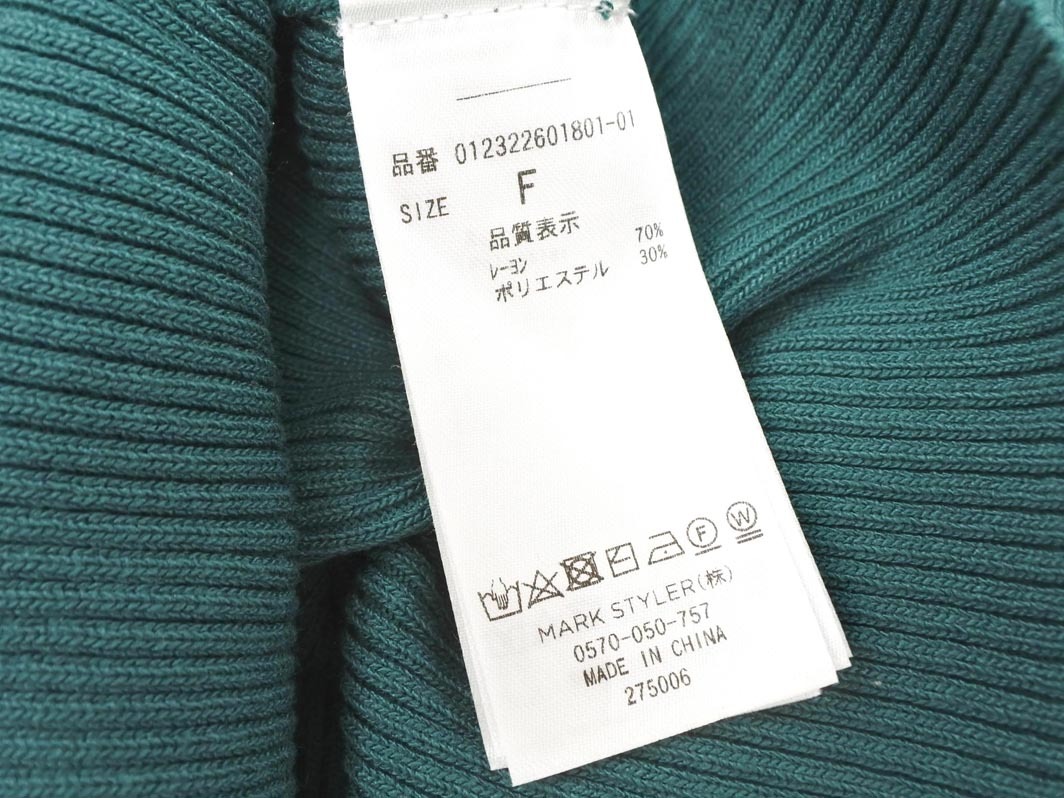 品番 012322601801-01
SIZE F
品質表示
レーヨン 70%
ポリエステル 30%
F W
MARK STYLER(株)
0570-050-757
MADE IN CHINA
275006